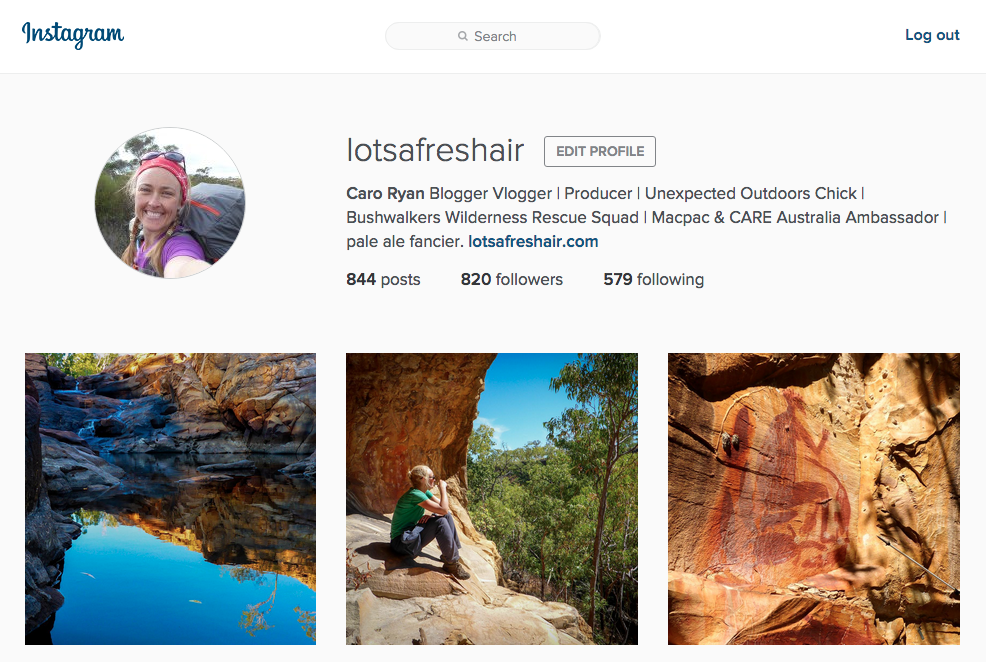 Instagram
Search
Log out
lotsafreshair
EDIT PROFILE
Caro Ryan Blogger Vlogger | Producer | Unexpected Outdoors Chick |
Bushwalkers Wilderness Rescue Squad | Macpac & CARE Australia Ambassador |
pale ale fancier. lotsafreshair.com
844 posts 820 followers 579 following